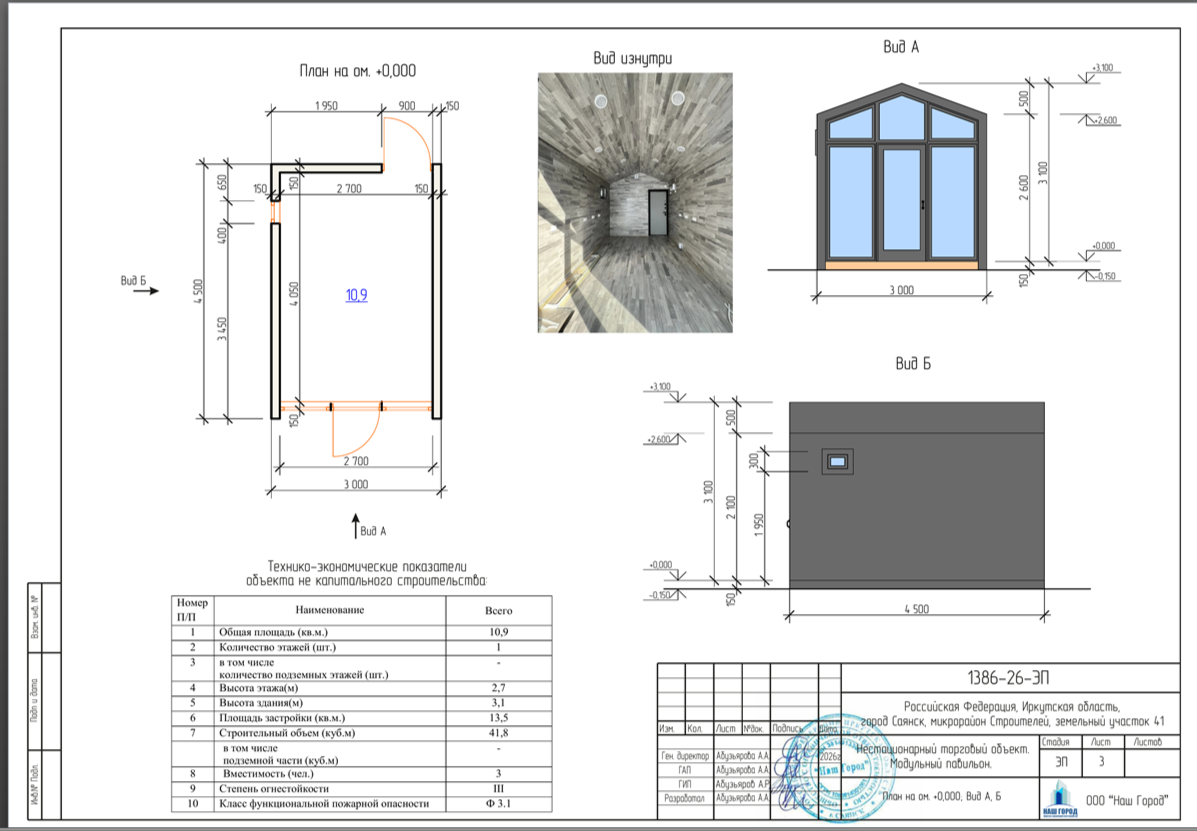 План на от. +0,000
1 950
900
150
650
150
150
2 700
150
400
4 500
3 450
4 050
10,9
Вид Б
150
2 700
3 000
Вид А
Вид изнутри
Вид А
+3,100
+2,600
500
2 600
3 100
+0,000
-0,150
150
3 000
Вид Б
+3,100
+2,600
500
300
3 100
2 100
1 950
+0,000
-0,150
150
4 500
Технико-экономические показатели
объекта не капитального строительства:
Номер П/П Наименование Всего
1 Общая площадь (кв.м.) 10,9
2 Количество этажей (шт.) 1
3 в том числе -
количество подземных этажей (шт.)
4 Высота этажа(м) 2,7
5 Высота здания(м) 3,1
6 Площадь застройки (кв.м.) 13,5
7 Строительный объем (куб.м) 41,8
в том числе -
подземной части (куб.м)
8 Вместимость (чел.) 3
9 Степень огнестойкости III
10 Класс функциональной пожарной опасности Ф 3.1
Взам. инв. №
Подп и дата
Инв.№ Подл.
1386-26-ЭП
Российская Федерация, Иркутская область,
город Саянск, микрорайон Строителей, земельный участок 41
Изм. Кол. Лист №док. Подпись Дата
Ген. директор Абузьярова А.А 2026г
ГАП Абузьярова А.А
ГИП Абузьяров А.Р
Разработал Абузьярова А.А
Нестационарный торговый объект.
Модульный павильон.
Стадия Лист Листов
ЭП 3
План на от. +0,000; Вид А, Б
НАШ ГОРОД
ООО "Наш Город"
"Наш Город"
г. САЯНСК